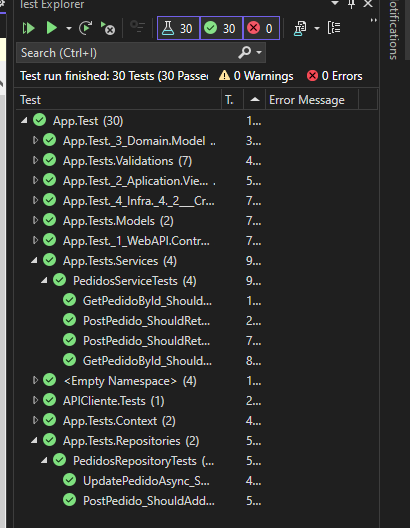 Test Explorer
30 30 0
Search (Ctrl+I)
Test run finished: 30 Tests (30 Passe 0 Warnings 0 Errors
Test T. Error Message
App.Test (30) 1...
App.Test._3_Domain.Model ... 3...
App.Tests.Validations (7) 4...
App.Test._2_Aplication.Vie... 5...
App.Test._4_Infra._4._2___Cr... 7...
App.Tests.Models (2) 7...
App.Test._1_WebAPI.Contr... 7...
App.Tests.Services (4) 9...
PedidosServiceTests (4) 9...
GetPedidoById_Should... 1...
PostPedido_ShouldRet... 2...
PostPedido_ShouldRet... 7...
GetPedidoById_Should... 8...
<Empty Namespace> (4) 1...
APICliente.Tests (1) 2...
App.Tests.Context (2) 4...
App.Tests.Repositories (2) 5...
PedidosRepositoryTests (... 5...
UpdatePedidoAsync_S... 4...
PostPedido_ShouldAdd... 5...
Notifications